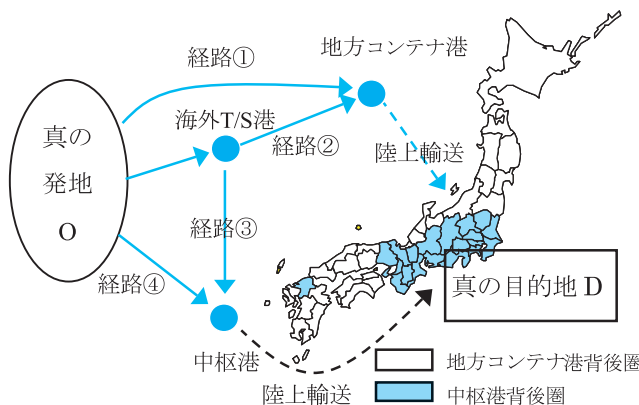 地方コンテナ港
経路①
海外T/S港
経路②
真の
発地
O
陸上輸送
経路③
経路④
真の目的地 D
中枢港
陸上輸送
地方コンテナ港背後圏
中枢港背後圏